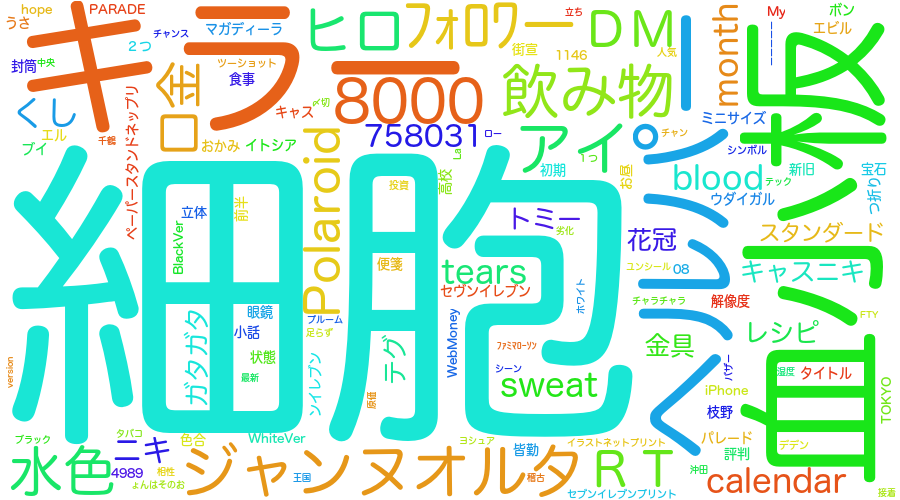 hope
PARADE
うさ
キラ
マガディーラ
ヒロ
フォロワー
立ち
DM
month
My
ポン
エビル
2つ
チャンス
封筒
中央
ツーショット
食事
口金
8000
〆切
街宣
1146
人気
飲み物
小板
くし
エル
ブイ
千鶴
ペーパースタンドネップリ
おかみ
イトシア
キャス
Polaroid
758031
ロー
La
アイ
1つ
初期
お昼
チャン
ミニサイズ
シンボル
テック
新旧
宝石
つ折り
細胞
投資
高校
blood
ウダイガル
立体
前半
BlackVer
トミー
劣化
花冠
スタンダード
便箋
tears
セヴンイレブン
ユンシール
08
キャスニキ
ホワイト
チャラチャラ
解像度
FTY
眼鏡
小話
ガタガタ
プルーム
足らず
WebMoney
ファミマローソン
金具
レシピ
状態
最新
ンイレブン
テグ
シーン
sweat
バザー
iPhone
温度
タイトル
血
TOKYO
version
原価
枝野
パレード
評判
デデン
ブラック
タバコ
ニキ
色合
WhiteVer
ヨシュア
皆勤
イラストネットプリント
水色
4989
相性
ょんはそのお
ジャンヌオルタ
王国
稽古
RT
セブンイレブンプリント
沖田
calendar
接着